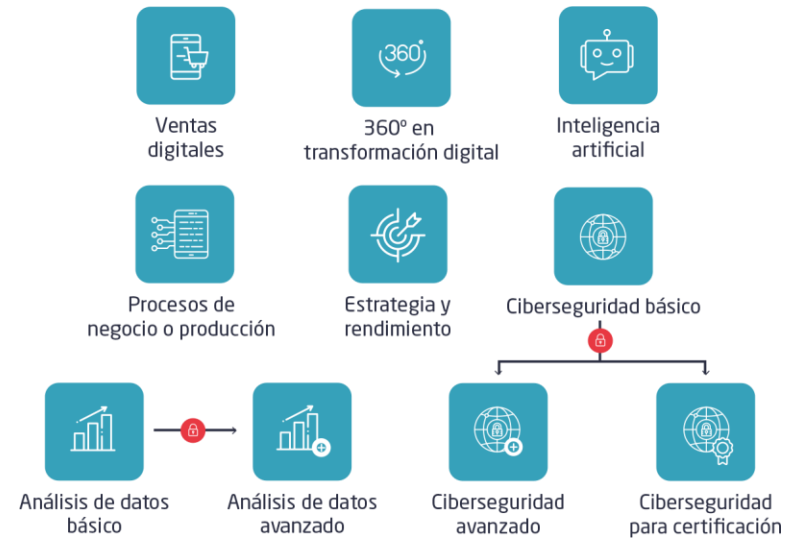 360°
Ventas
digitales
360º en
transformación digital
Inteligencia
artificial
Procesos de
negocio o producción
Estrategia y
rendimiento
Ciberseguridad básico
Análisis de datos
básico
Análisis de datos
avanzado
Ciberseguridad
avanzado
Ciberseguridad
para certificación